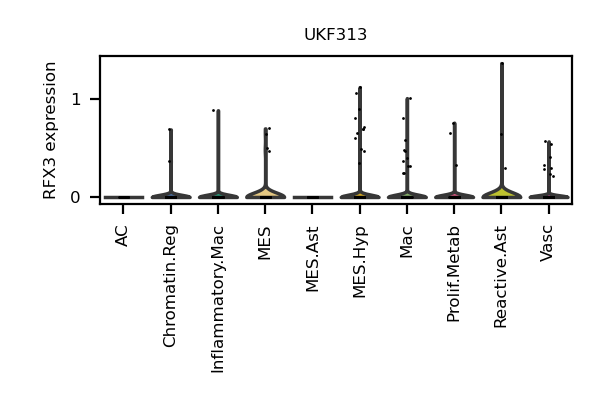 UKF313
RFX3 expression
1
0
AC
Chromatin.Reg
Inflammatory.Mac
MES
MES.Ast
MES.Hyp
Mac
Prolif.Metab
Reactive.Ast
Vasc